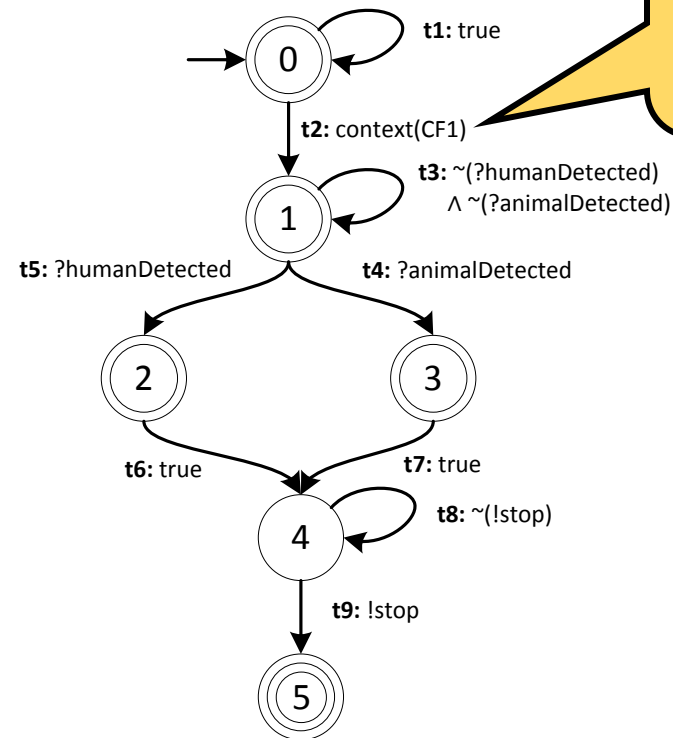 t1: true
0
t2: context(CF1)
t3: ~(?humanDetected)
∧ ~(?animalDetected)
1
t5: ?humanDetected
t4: ?animalDetected
2
3
t6: true
t7: true
t8: ~(!stop)
4
t9: !stop
5